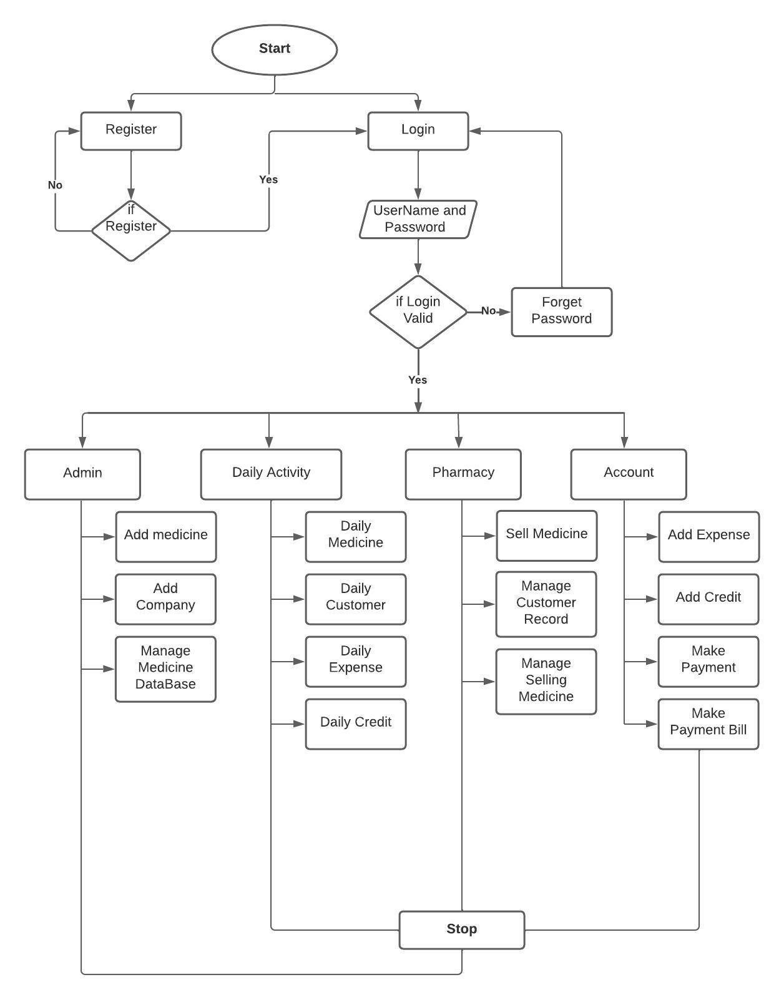 Start
Register
Login
No
Yes
if
Register
UserName and
Password
if Login
Valid
No
Forget
Password
Yes
Admin
Daily Activity
Pharmacy
Account
Add medicine
Add
Company
Manage
Medicine
DataBase
Daily
Medicine
Daily
Customer
Daily
Expense
Daily Credit
Sell Medicine
Manage
Customer
Record
Manage
Selling
Medicine
Add Expense
Add Credit
Make
Payment
Make
Payment Bill
Stop